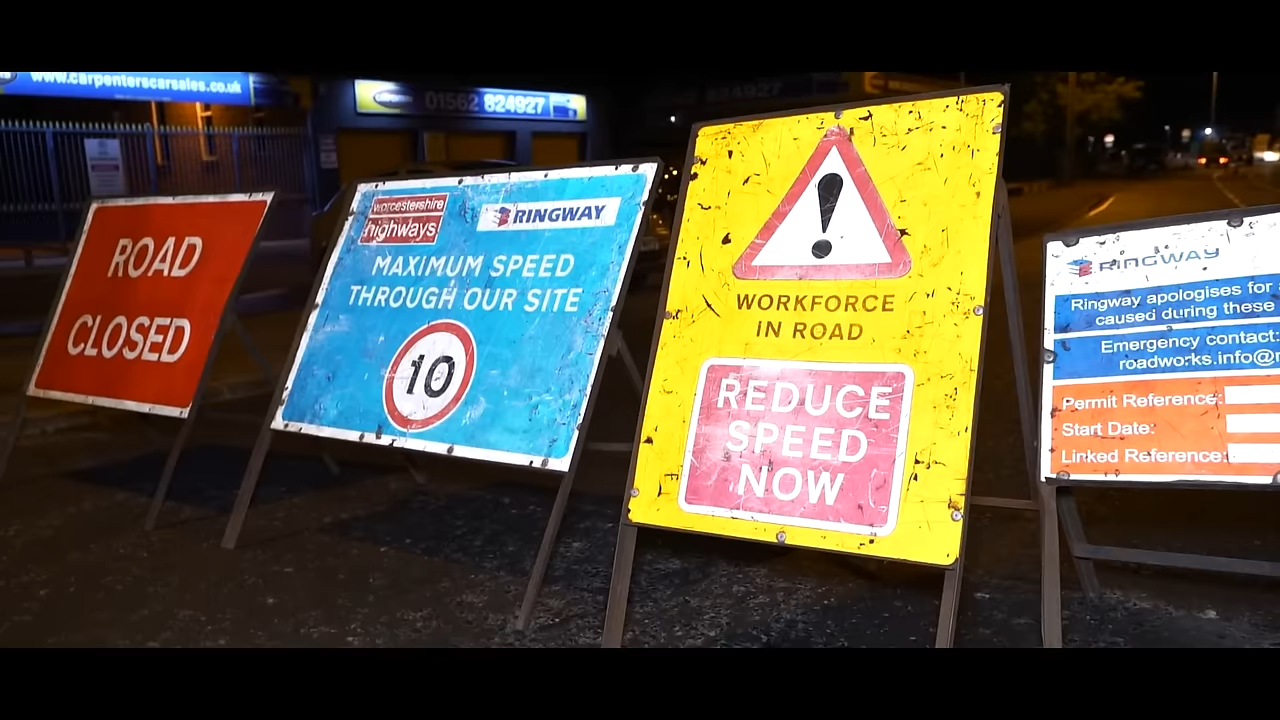 www.carpenterscarsales.co.uk
01562 824927
ROAD
CLOSED
worcestershire
highways
RINGWAY
MAXIMUM SPEED
THROUGH OUR SITE
10
!
WORKFORCE
IN ROAD
REDUCE
SPEED
NOW
RINGWAY
Ringway apologises for
caused during these
Emergency contact:
roadworks.info@
Permit Reference:
Start Date:
Linked Reference: